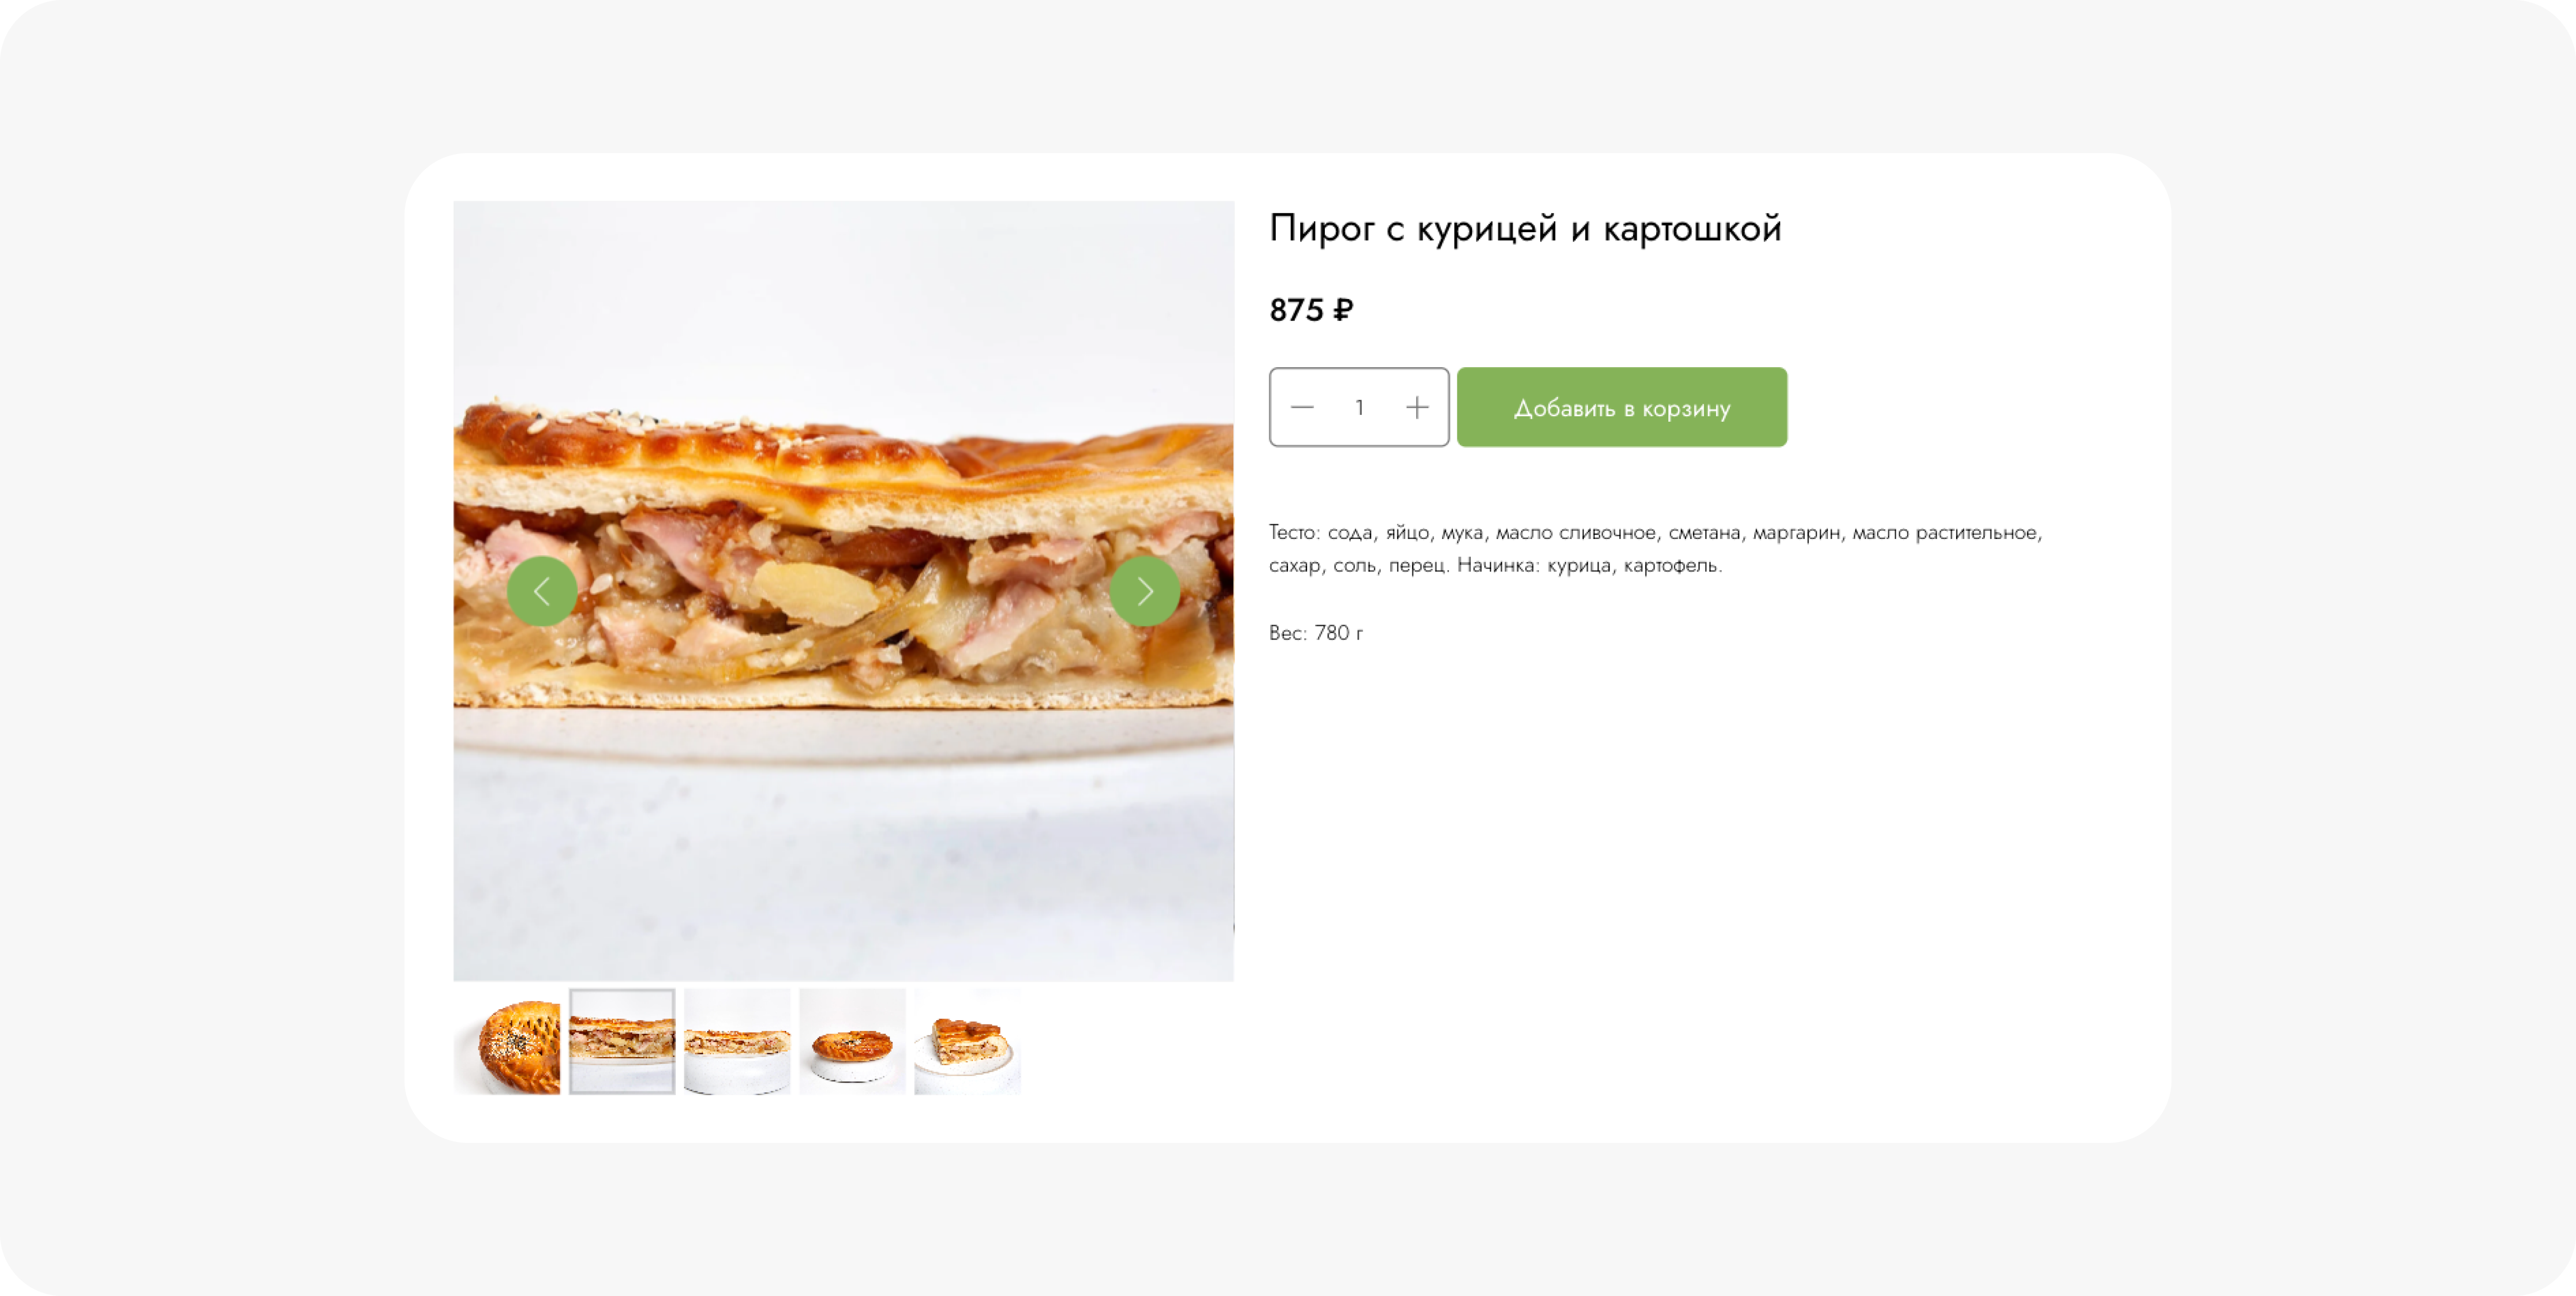 Пирог с курицей и картошкой
875 ₽
1
Добавить в корзину
Тесто: сода, яйцо, мука, масло сливочное, сметана, маргарин, масло растительное,
сахар, соль, перец. Начинка: курица, картофель.
Вес: 780 г